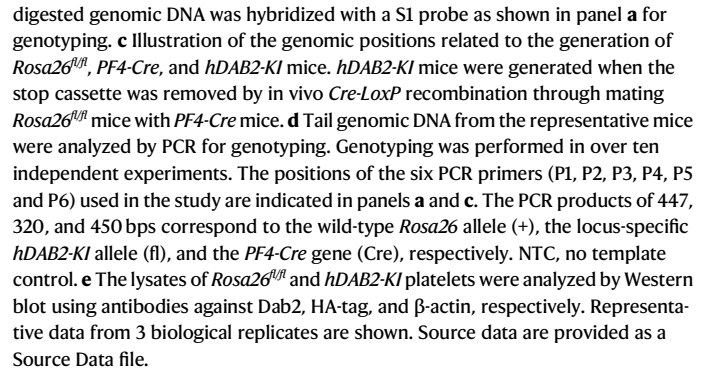 digested genomic DNA was hybridized with a S1 probe as shown in panel a for
genotyping. c Illustration of the genomic positions related to the generation of
Rosa26fl/fl, PF4-Cre, and hDAB2-KI mice. hDAB2-KI mice were generated when the
stop cassette was removed by in vivo Cre-LoxP recombination through mating
Rosa26fl/fl mice with PF4-Cre mice. d Tail genomic DNA from the representative mice
were analyzed by PCR for genotyping. Genotyping was performed in over ten
independent experiments. The positions of the six PCR primers (P1, P2, P3, P4, P5
and P6) used in the study are indicated in panels a and c. The PCR products of 447,
320, and 450 bps correspond to the wild-type Rosa26 allele (+), the locus-specific
hDAB2-KI allele (fl), and the PF4-Cre gene (Cre), respectively. NTC, no template
control. e The lysates of Rosa26fl/fl and hDAB2-KI platelets were analyzed by Western
blot using antibodies against Dab2, HA-tag, and β-actin, respectively. Representa-
tive data from 3 biological replicates are shown. Source data are provided as a
Source Data file.